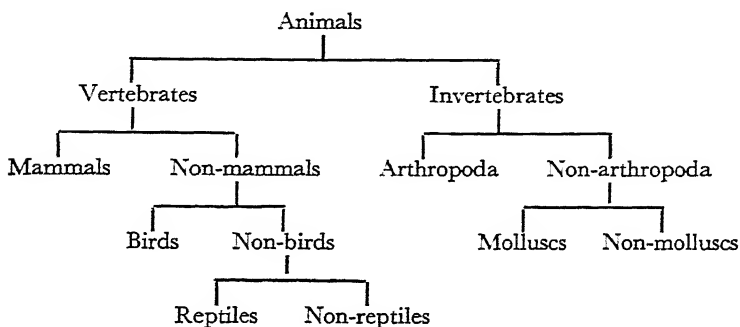 Animals
Vertebrates Invertebrates
Mammals Non-mammals Arthropoda Non-arthropoda
Birds Non-birds Molluscs Non-molluscs
Reptiles Non-reptiles